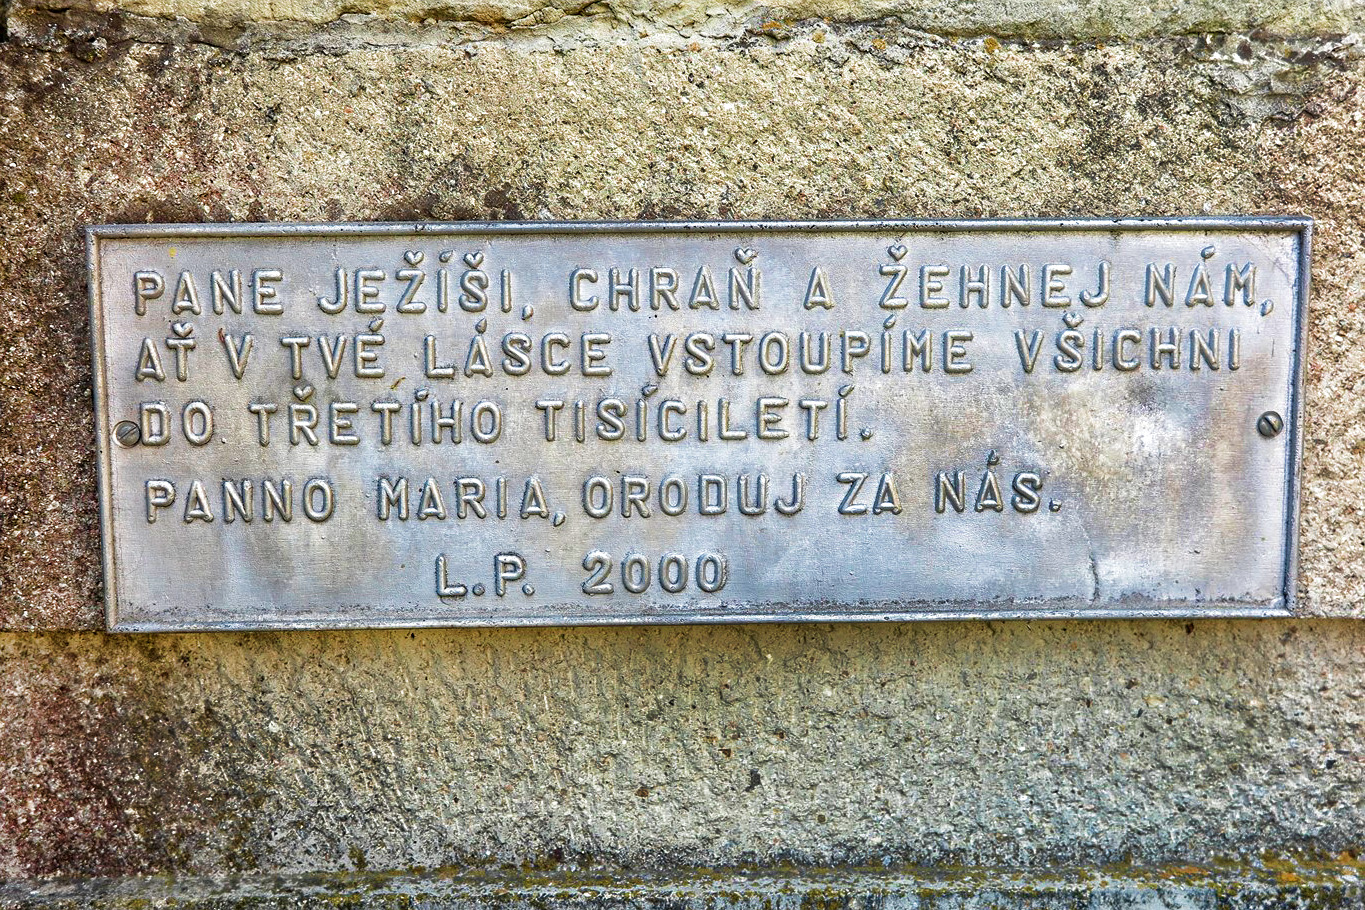 PANE JEŽÍŠI, CHRAŇ A ŽEHNEJ NÁM,
AŤ V TVÉ LÁSCE VSTOUPÍME VŠICHNI
DO TŘETÍHO TISÍCILETÍ.
PANNO MARIA, ORODUJ ZA NÁS.
L.P. 2000